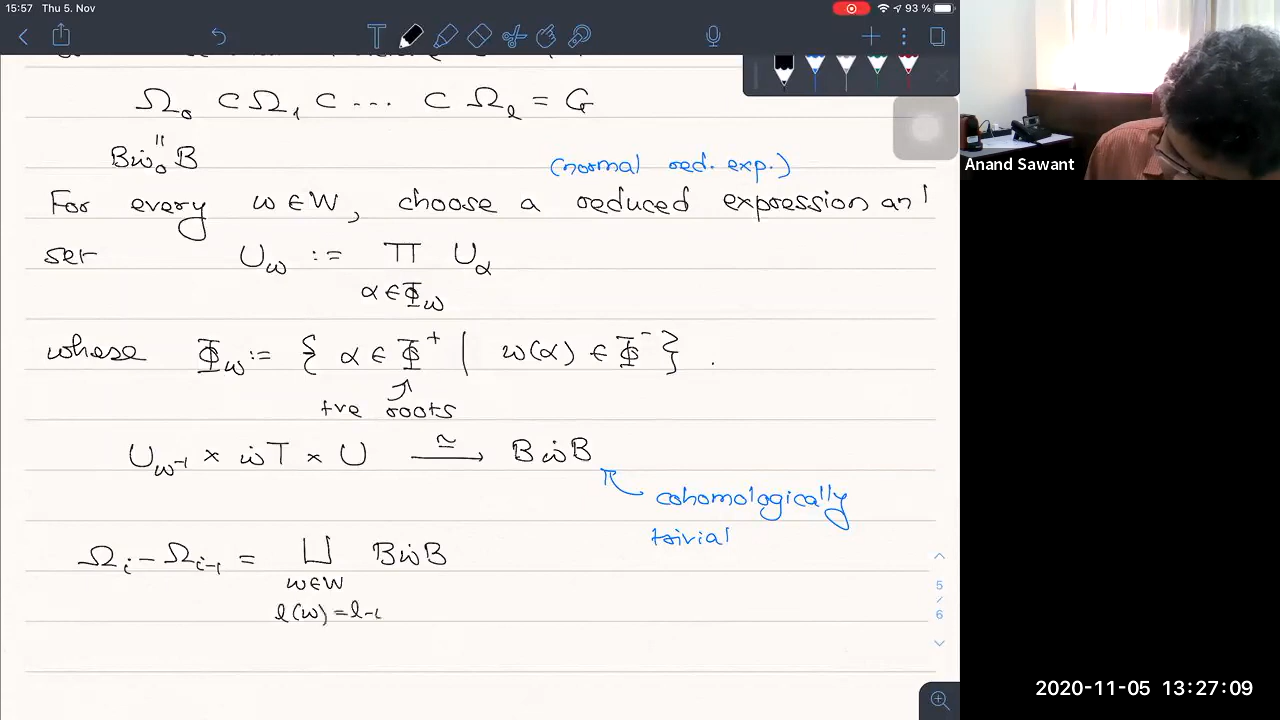 15:57 Thu 5. Nov
93 %
Ω₀ ⊂ Ω₁ ⊂ ... ⊂ Ω_ℓ = G
Bẇ₀B
(normal red. exp.)
For every w ∈ W, choose a reduced expression and
set U_w := ∏ U_α
α ∈ Φ_w
where Φ_w := { α ∈ Φ⁺ | w(α) ∈ Φ⁻ } .
+ve roots
U_{w⁻¹} × ẇT × U ≃→ BẇB
cohomologically
trivial
Ω_i − Ω_{i−1} = ⨆ BẇB
w ∈ W
ℓ(w) = ℓ−i
5
/
6
Anand Sawant
2020-11-05 13:27:09